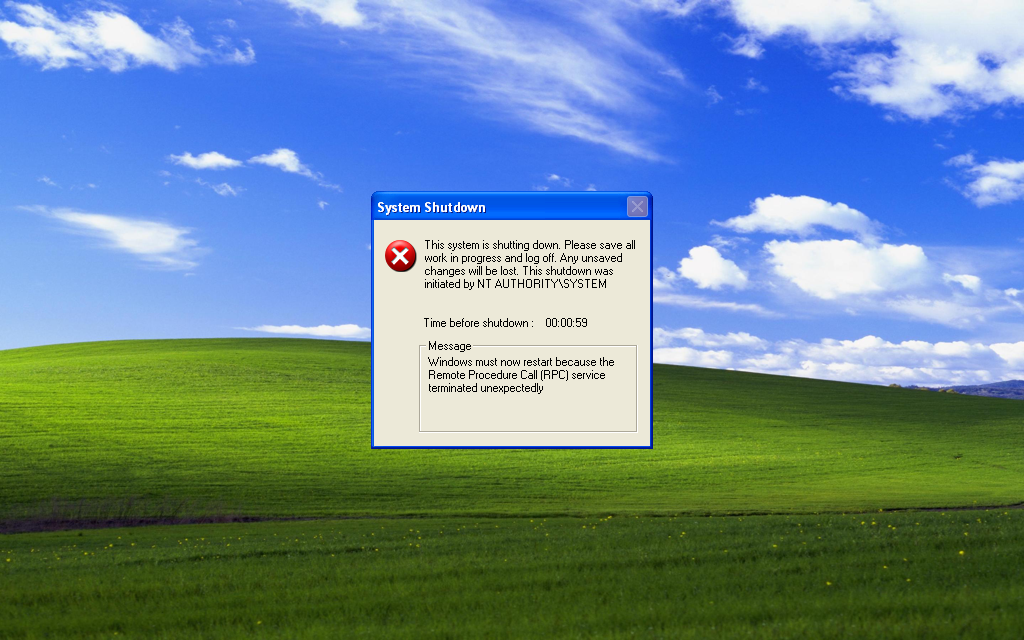 System Shutdown
This system is shutting down. Please save all
work in progress and log off. Any unsaved
changes will be lost. This shutdown was
initiated by NT AUTHORITY\SYSTEM
Time before shutdown : 00:00:59
Message
Windows must now restart because the
Remote Procedure Call (RPC) service
terminated unexpectedly